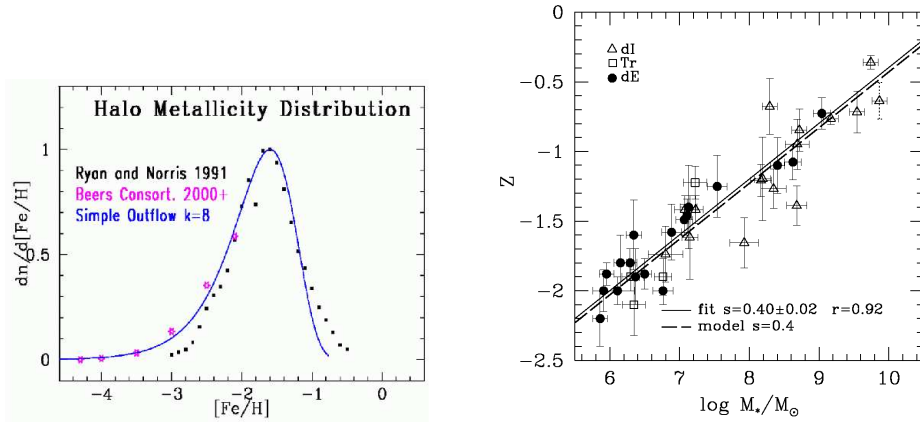 Halo Metallicity Distribution
Ryan and Norris 1991
Beers Consort. 2000+
Simple Outflow k=8
dn/d[Fe/H]
1
0.5
0
−4 −2 0
[Fe/H]
0
−0.5
−1
−1.5
−2
−2.5
Z
dI
Tr
dE
fit s=0.40±0.02 r=0.92
model s=0.4
6 7 8 9 10
log M*/M⊙